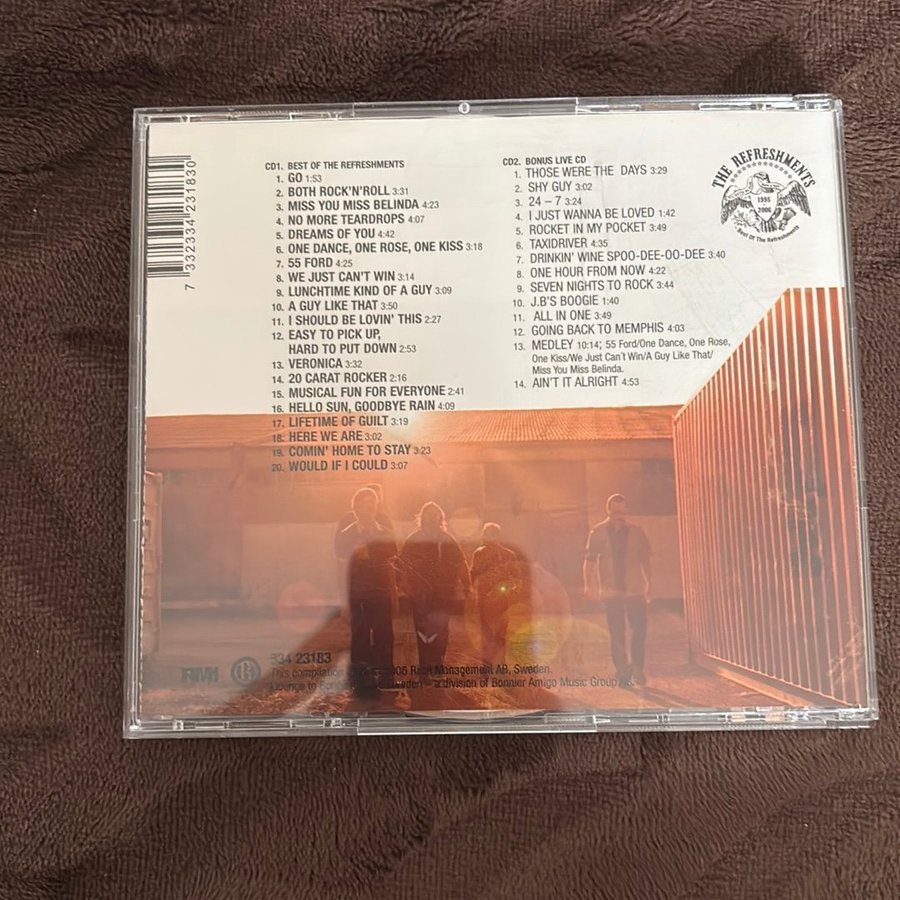 7 332334 231830
CD1. BEST OF THE REFRESHMENTS
1. GO 1:53
2. BOTH ROCK'N'ROLL 3:31
3. MISS YOU MISS BELINDA 4:23
4. NO MORE TEARDROPS 4:07
5. DREAMS OF YOU 4:42
6. ONE DANCE, ONE ROSE, ONE KISS 3:18
7. 55 FORD 4:25
8. WE JUST CAN'T WIN 3:14
9. LUNCHTIME KIND OF A GUY 3:09
10. A GUY LIKE THAT 3:50
11. I SHOULD BE LOVIN' THIS 2:27
12. EASY TO PICK UP,
HARD TO PUT DOWN 2:53
13. VERONICA 3:32
14. 20 CARAT ROCKER 2:16
15. MUSICAL FUN FOR EVERYONE 2:41
16. HELLO SUN, GOODBYE RAIN 4:09
17. LIFETIME OF GUILT 3:19
18. HERE WE ARE 3:02
19. COMIN' HOME TO STAY 3:23
20. WOULD IF I COULD 3:07
CD2. BONUS LIVE CD
1. THOSE WERE THE DAYS 3:29
2. SHY GUY 3:02
3. 24 – 7 3:24
4. I JUST WANNA BE LOVED 1:42
5. ROCKET IN MY POCKET 3:49
6. TAXIDRIVER 4:35
7. DRINKIN' WINE SPOO-DEE-OO-DEE 3:40
8. ONE HOUR FROM NOW 4:22
9. SEVEN NIGHTS TO ROCK 3:44
10. J.B'S BOOGIE 1:40
11. ALL IN ONE 3:49
12. GOING BACK TO MEMPHIS 4:03
13. MEDLEY 10:14; 55 Ford/One Dance, One Rose,
One Kiss/We Just Can't Win/A Guy Like That/
Miss You Miss Belinda.
14. AIN'T IT ALRIGHT 4:53
THE REFRESHMENTS
1995
2006
Best Of The Refreshments
334 23183
This compilation Management AB, Sweden.
Sweden – a division of Bonnier Amigo Music Group AB.